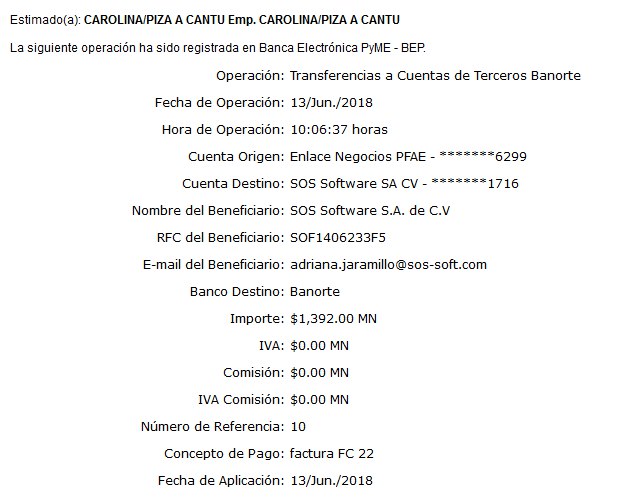 Estimado(a): CAROLINA/PIZA A CANTU Emp. CAROLINA/PIZA A CANTU
La siguiente operación ha sido registrada en Banca Electrónica PyME - BEP.
Operación: Transferencias a Cuentas de Terceros Banorte
Fecha de Operación: 13/Jun./2018
Hora de Operación: 10:06:37 horas
Cuenta Origen: Enlace Negocios PFAE - *******6299
Cuenta Destino: SOS Software SA CV - *******1716
Nombre del Beneficiario: SOS Software S.A. de C.V
RFC del Beneficiario: SOF1406233F5
E-mail del Beneficiario: adriana.jaramillo@sos-soft.com
Banco Destino: Banorte
Importe: $1,392.00 MN
IVA: $0.00 MN
Comisión: $0.00 MN
IVA Comisión: $0.00 MN
Número de Referencia: 10
Concepto de Pago: factura FC 22
Fecha de Aplicación: 13/Jun./2018